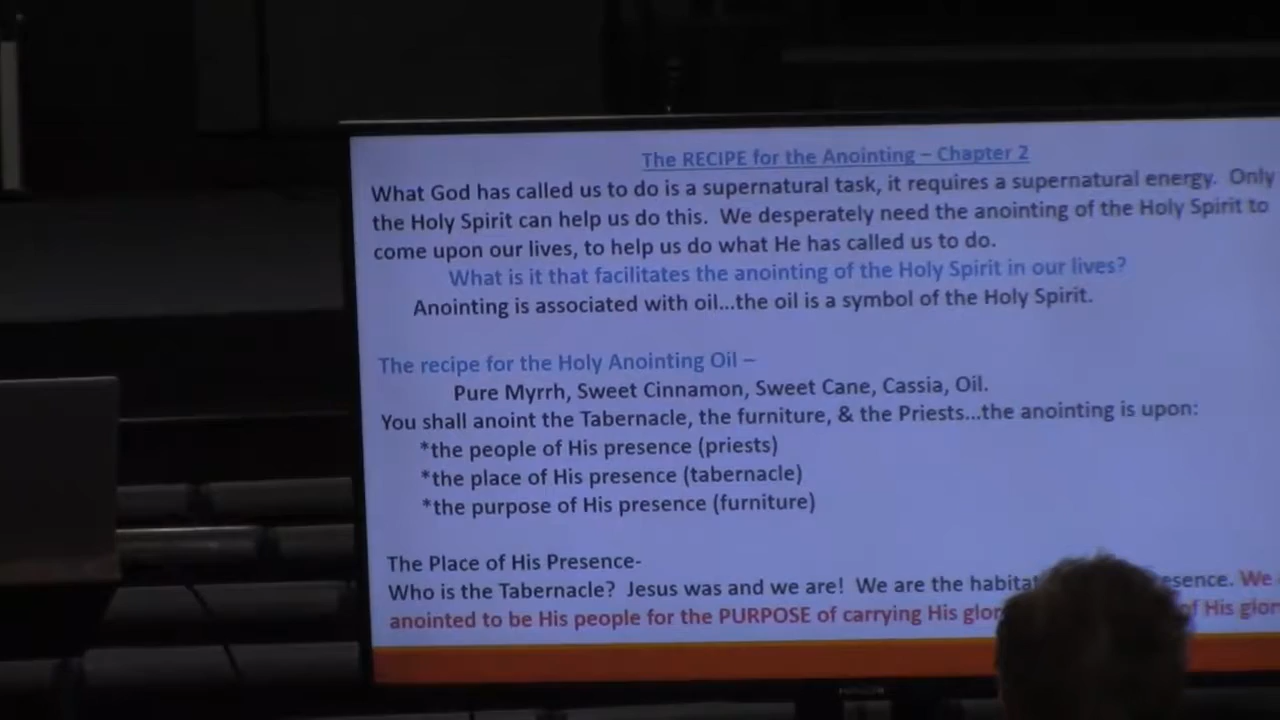 The RECIPE for the Anointing – Chapter 2
What God has called us to do is a supernatural task, it requires a supernatural energy. Only
the Holy Spirit can help us do this. We desperately need the anointing of the Holy Spirit to
come upon our lives, to help us do what He has called us to do.
What is it that facilitates the anointing of the Holy Spirit in our lives?
Anointing is associated with oil...the oil is a symbol of the Holy Spirit.
The recipe for the Holy Anointing Oil –
Pure Myrrh, Sweet Cinnamon, Sweet Cane, Cassia, Oil.
You shall anoint the Tabernacle, the furniture, & the Priests...the anointing is upon:
*the people of His presence (priests)
*the place of His presence (tabernacle)
*the purpose of His presence (furniture)
The Place of His Presence-
Who is the Tabernacle? Jesus was and we are! We are the habitat esence. We
anointed to be His people for the PURPOSE of carrying His glor of His glor